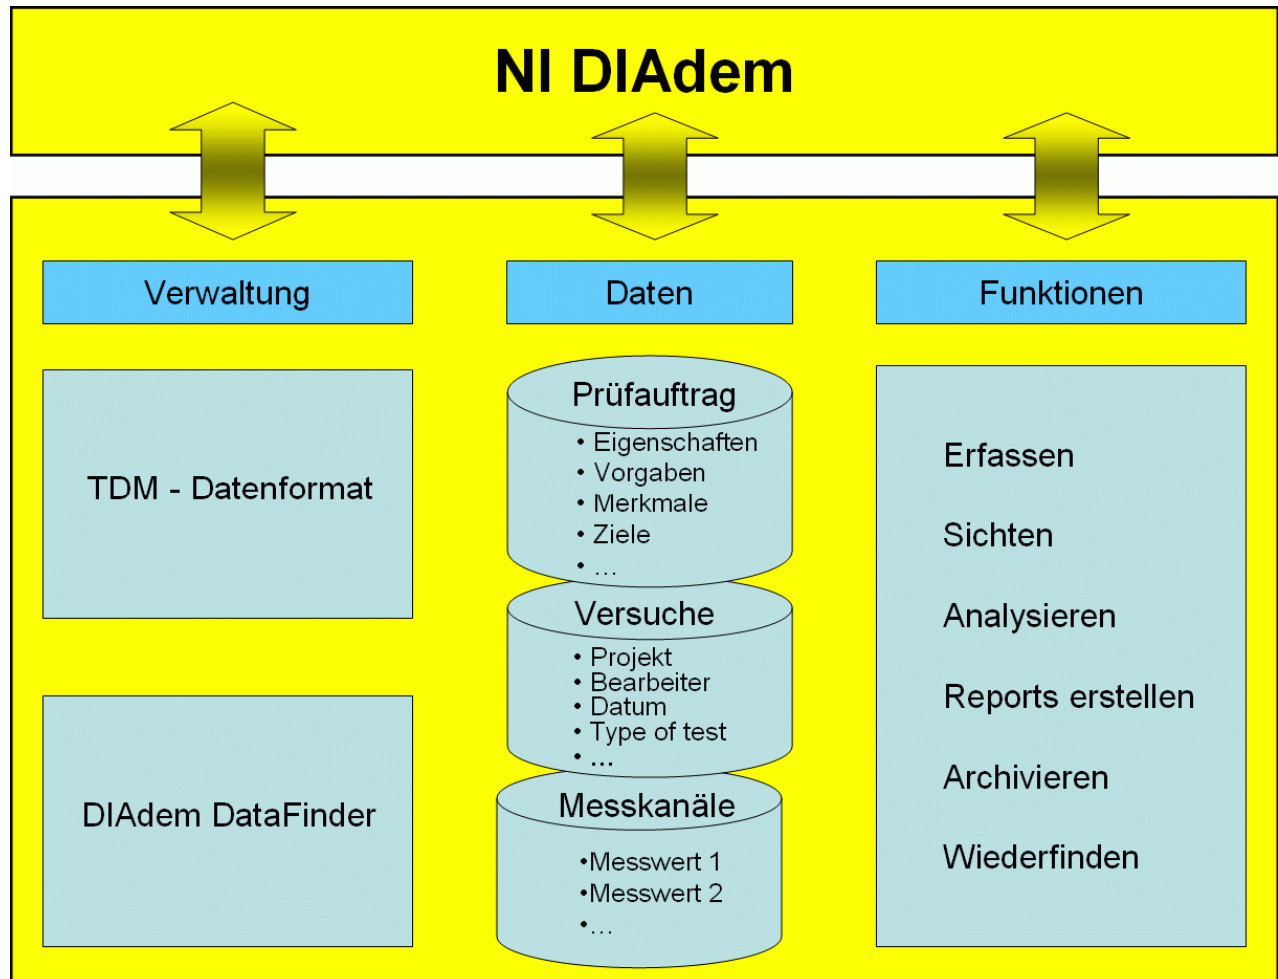 NI DIAdem
Verwaltung
TDM - Datenformat
DIAdem DataFinder
Daten
Prüfauftrag
• Eigenschaften
• Vorgaben
• Merkmale
• Ziele
• ...
Versuche
• Projekt
• Bearbeiter
• Datum
• Type of test
• ...
Messkanäle
•Messwert 1
•Messwert 2
•...
Funktionen
Erfassen
Sichten
Analysieren
Reports erstellen
Archivieren
Wiederfinden